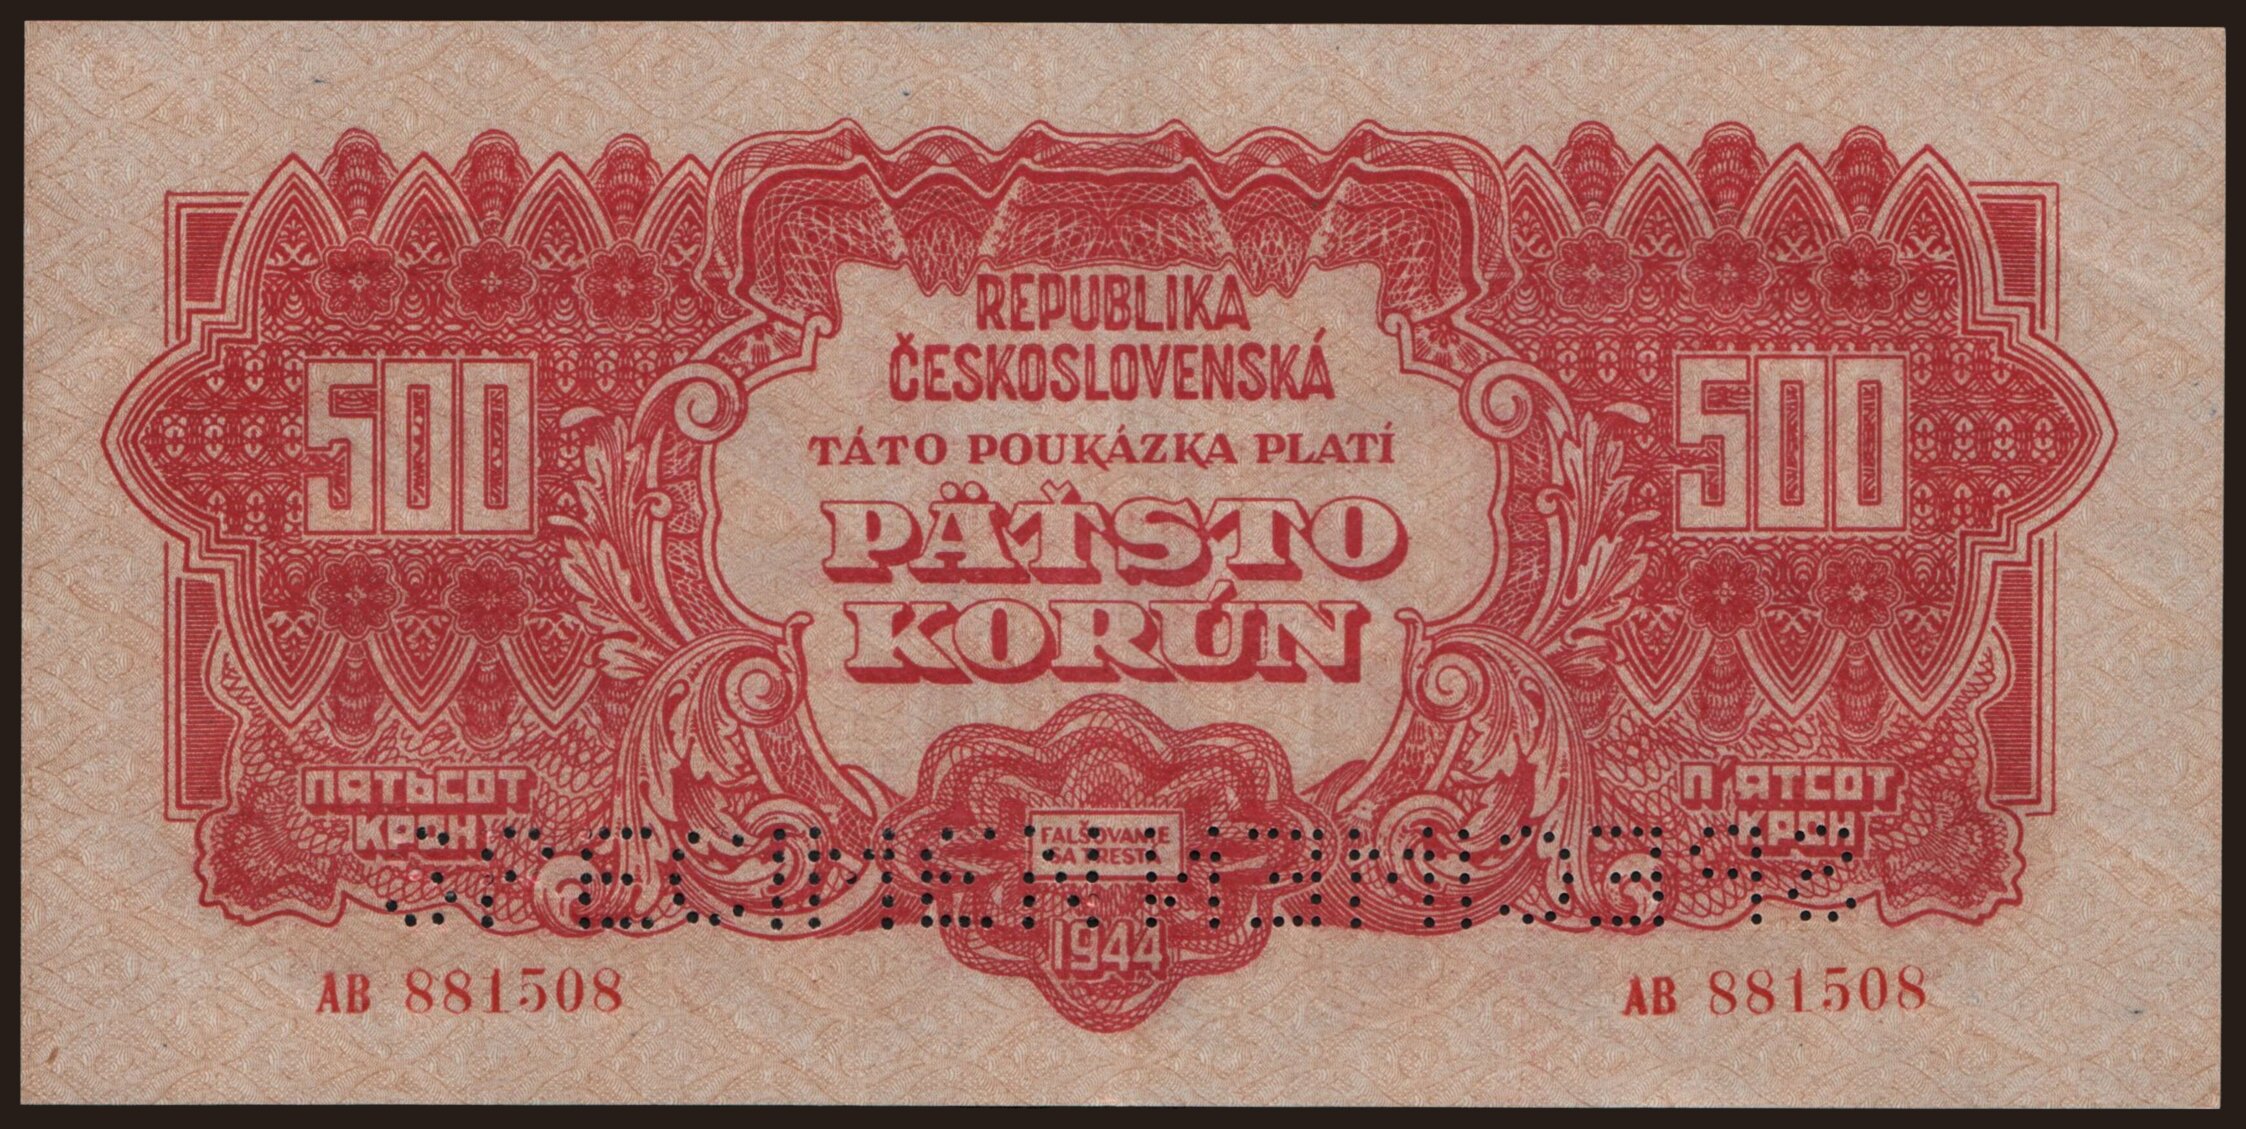 REPUBLIKA
ČESKOSLOVENSKÁ
TÁTO POUKÁZKA PLATÍ
500
500
PÄŤSTO
KORÚN
ПЯТЬСОТ
КРОН
П'ЯТСОТ
КРОН
FALŠOVANIE
SA TRESTÁ
1944
AB 881508
AB 881508